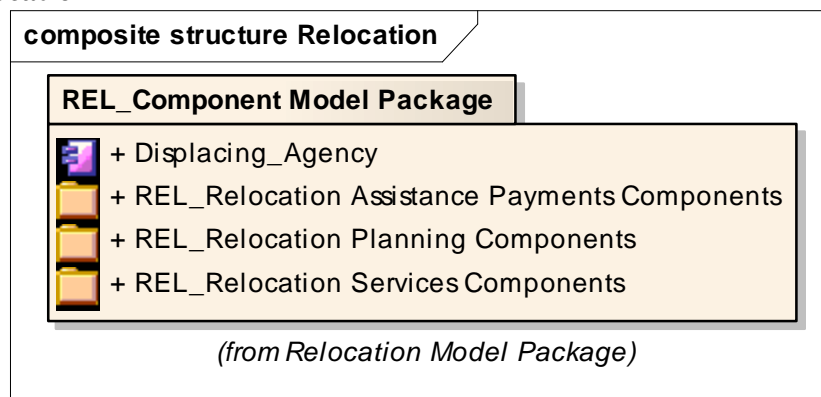 composite structure Relocation
REL_Component Model Package
+ Displacing_Agency
+ REL_Relocation Assistance Payments Components
+ REL_Relocation Planning Components
+ REL_Relocation Services Components
(from Relocation Model Package)